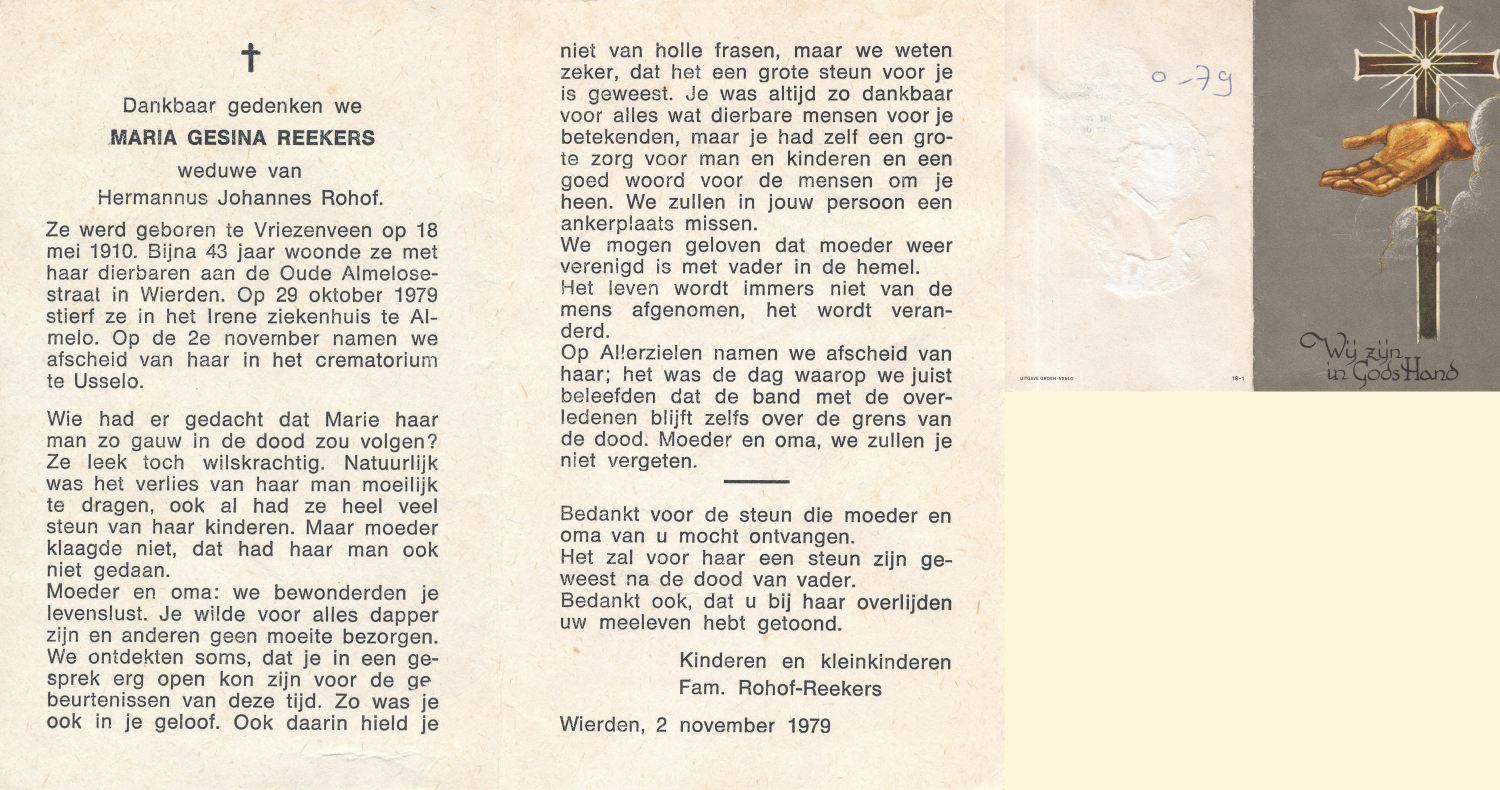 Dankbaar gedenken we
MARIA GESINA REEKERS
weduwe van
Hermannus Johannes Rohof.
Ze werd geboren te Vriezenveen op 18
mei 1910. Bijna 43 jaar woonde ze met
haar dierbaren aan de Oude Almelose-
straat in Wierden. Op 29 oktober 1979
stierf ze in het Irene ziekenhuis te Al-
melo. Op de 2e november namen we
afscheid van haar in het crematorium
te Usselo.
Wie had er gedacht dat Marie haar
man zo gauw in de dood zou volgen?
Ze leek toch wilskrachtig. Natuurlijk
was het verlies van haar man moeilijk
te dragen, ook al had ze heel veel
steun van haar kinderen. Maar moeder
klaagde niet, dat had haar man ook
niet gedaan.
Moeder en oma: we bewonderden je
levenslust. Je wilde voor alles dapper
zijn en anderen geen moeite bezorgen.
We ontdekten soms, dat je in een ge-
sprek erg open kon zijn voor de ge
beurtenissen van deze tijd. Zo was je
ook in je geloof. Ook daarin hield je
niet van holle frasen, maar we weten
zeker, dat het een grote steun voor je
is geweest. Je was altijd zo dankbaar
voor alles wat dierbare mensen voor je
betekenden, maar je had zelf een gro-
te zorg voor man en kinderen en een
goed woord voor de mensen om je
heen. We zullen in jouw persoon een
ankerplaats missen.
We mogen geloven dat moeder weer
verenigd is met vader in de hemel.
Het leven wordt immers niet van de
mens afgenomen, het wordt veran-
derd.
Op Allerzielen namen we afscheid van
haar; het was de dag waarop we juist
beleefden dat de band met de over-
ledenen blijft zelfs over de grens van
de dood. Moeder en oma, we zullen je
niet vergeten.
Bedankt voor de steun die moeder en
oma van u mocht ontvangen.
Het zal voor haar een steun zijn ge-
weest na de dood van vader.
Bedankt ook, dat u bij haar overlijden
uw meeleven hebt getoond.
Kinderen en kleinkinderen
Fam. Rohof-Reekers
Wierden, 2 november 1979
0-79
UITGAVE GROEN-VENLO
18-1
Wij zijn
in Gods Hand